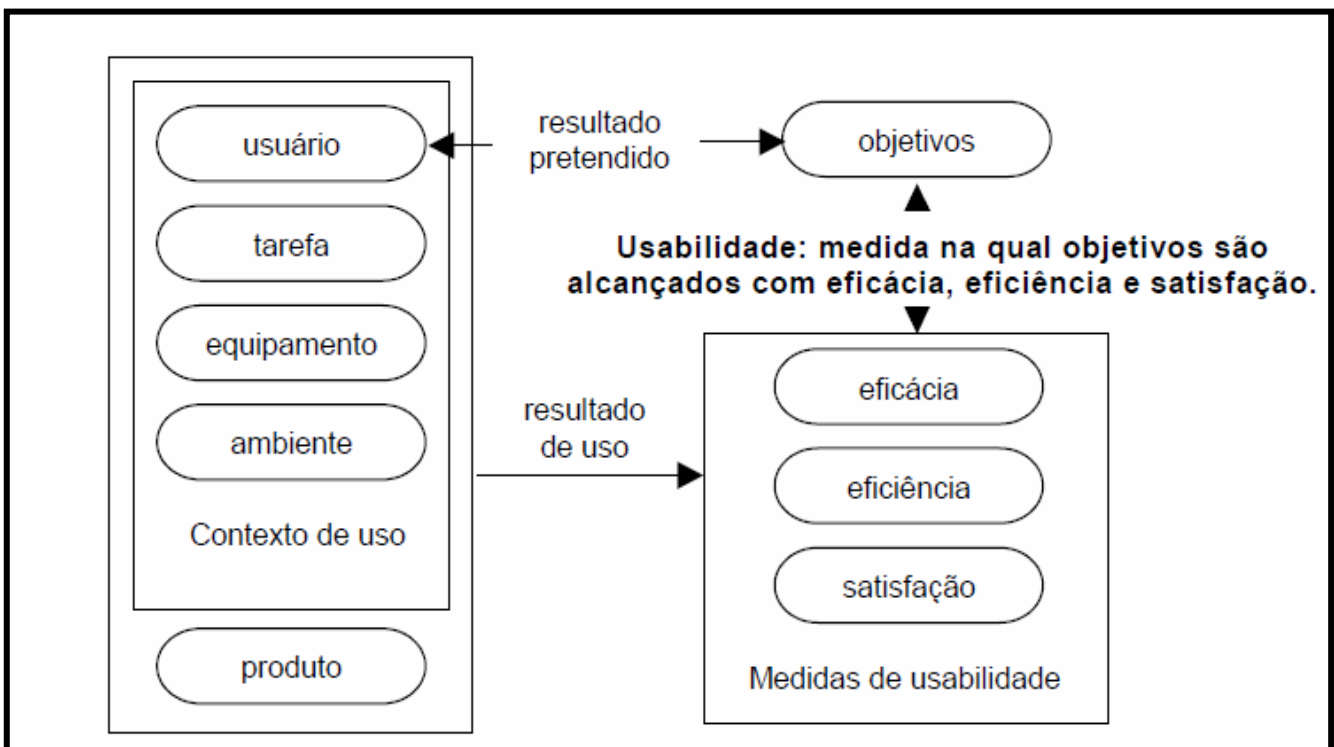 usuário
tarefa
equipamento
ambiente
Contexto de uso
produto
resultado
pretendido
objetivos
Usabilidade: medida na qual objetivos são
alcançados com eficácia, eficiência e satisfação.
resultado
de uso
eficácia
eficiência
satisfação
Medidas de usabilidade